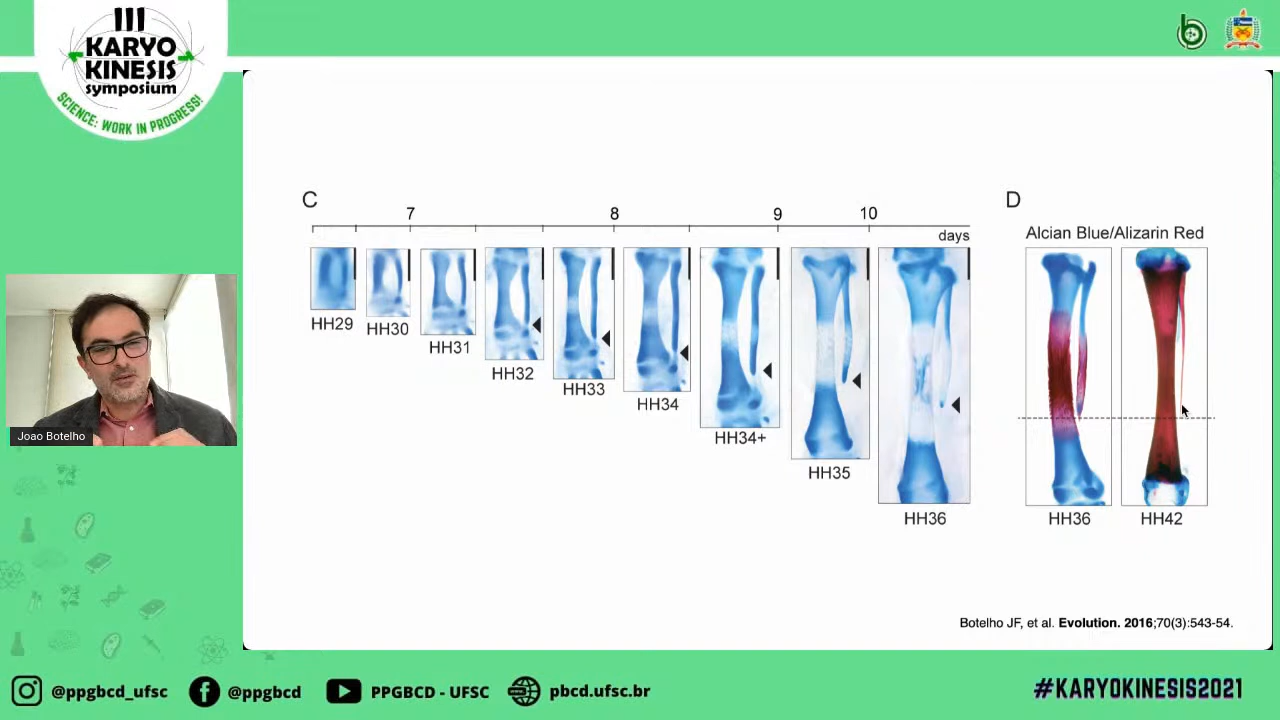 III
KARYO
KINESIS
symposium
SCIENCE: WORK IN PROGRESS!
C
7 8 9 10
days
HH29
HH30
HH31
HH32
HH33
HH34
HH34+
HH35
HH36
D
Alcian Blue/Alizarin Red
HH36
HH42
Joao Botelho
Botelho JF, et al. Evolution. 2016;70(3):543-54.
@ppgbcd_ufsc
@ppgbcd
PPGBCD - UFSC
pbcd.ufsc.br
#KARYOKINESIS2021